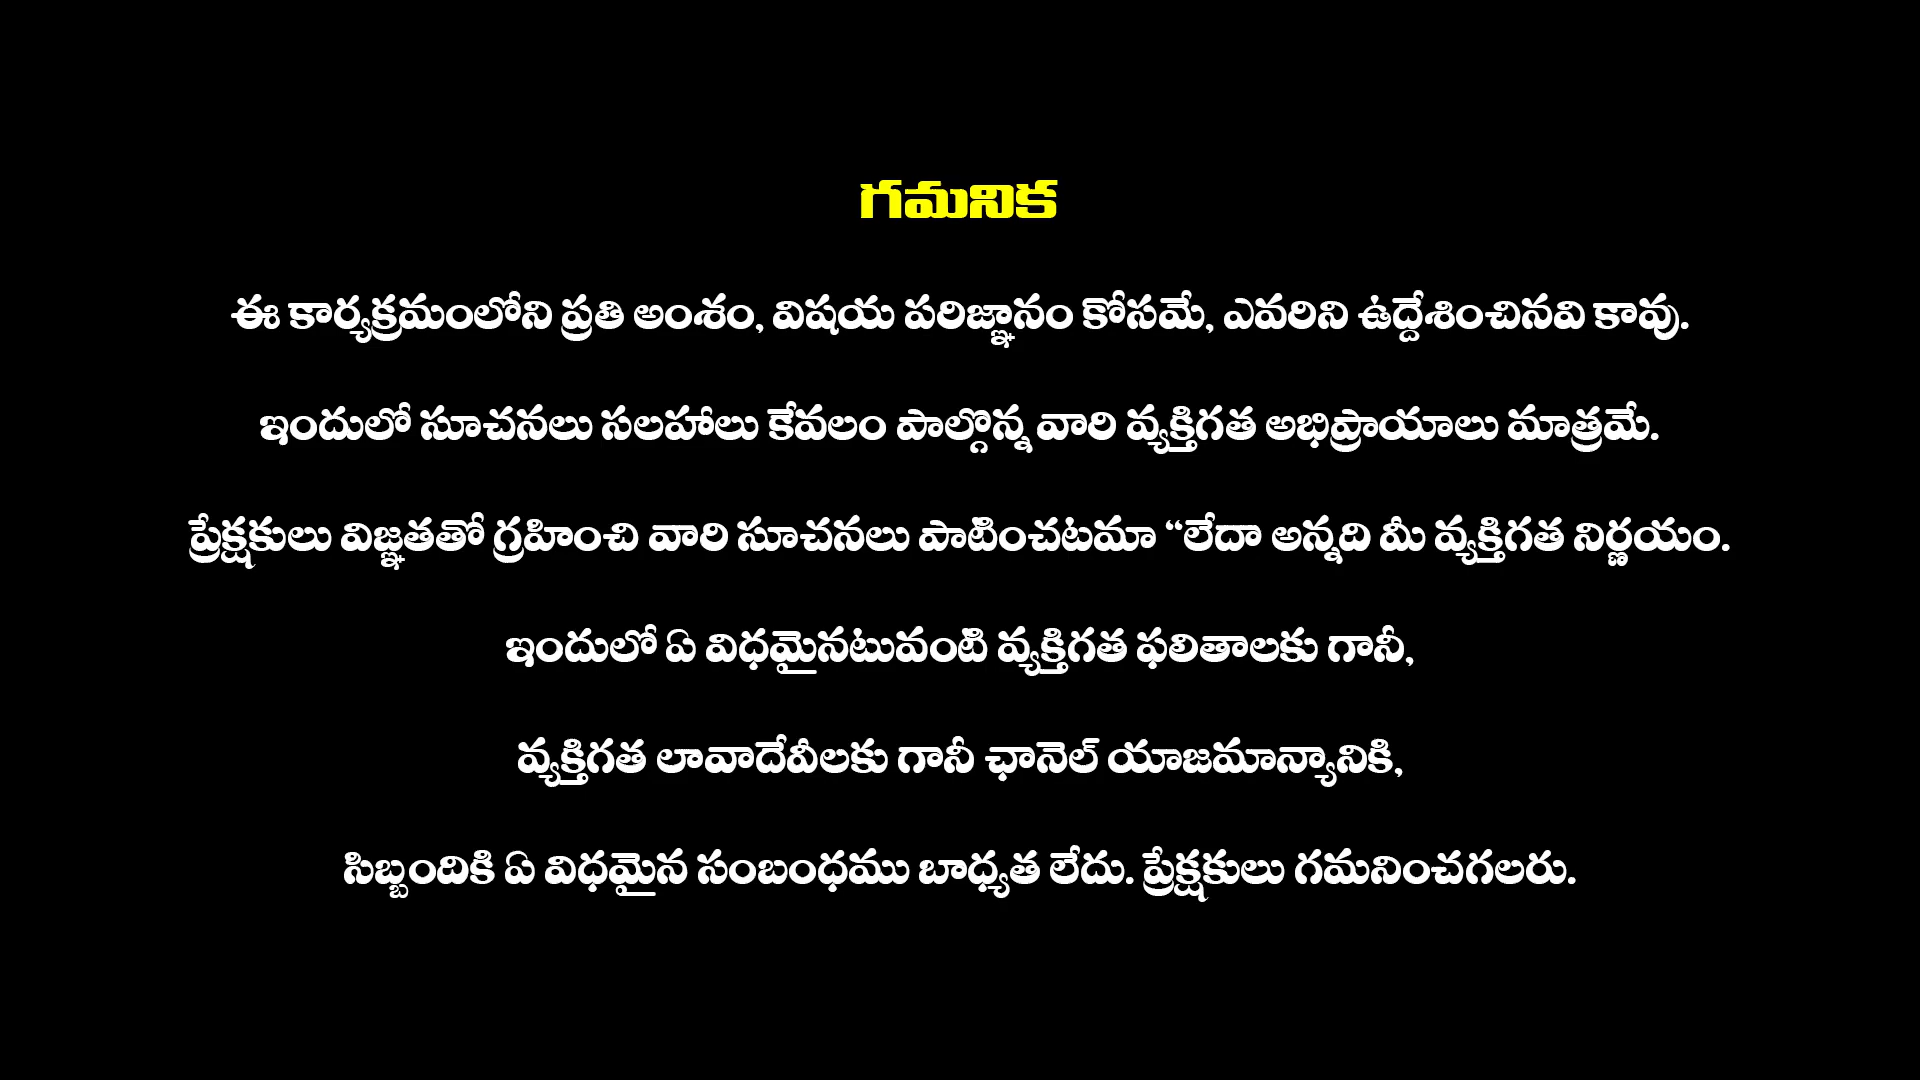 గమనిక
ఈ కార్యక్రమంలోని ప్రతి అంశం, విషయ పరిజ్ఞానం కోసమే, ఎవరిని ఉద్దేశించినవి కావు.
ఇందులో సూచనలు సలహాలు కేవలం పాల్గొన్న వారి వ్యక్తిగత అభిప్రాయాలు మాత్రమే.
ప్రేక్షకులు విజ్ఞతతో గ్రహించి వారి సూచనలు పాటించటమా “లేదా అన్నది మీ వ్యక్తిగత నిర్ణయం.
ఇందులో ఏ విధమైనటువంటి వ్యక్తిగత ఫలితాలకు గానీ,
వ్యక్తిగత లావాదేవీలకు గానీ ఛానెల్ యాజమాన్యానికి,
సిబ్బందికి ఏ విధమైన సంబంధము బాధ్యత లేదు. ప్రేక్షకులు గమనించగలరు.